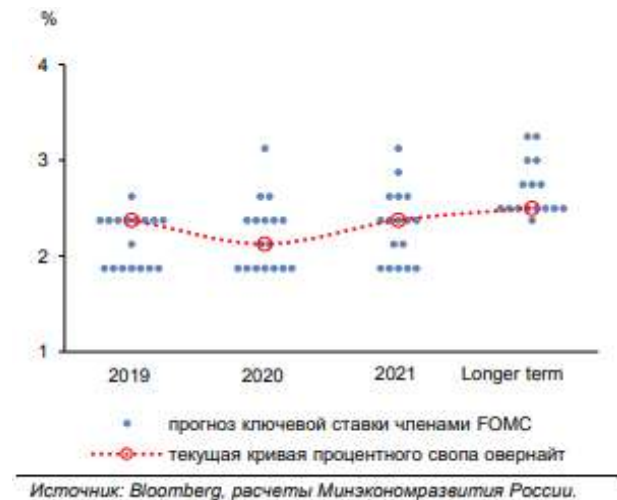 %
4
3
2
1
2019 2020 2021 Longer term
прогноз ключевой ставки членами FOMC
текущая кривая процентного свопа овернайт
Источник: Bloomberg, расчеты Минэкономразвития России.